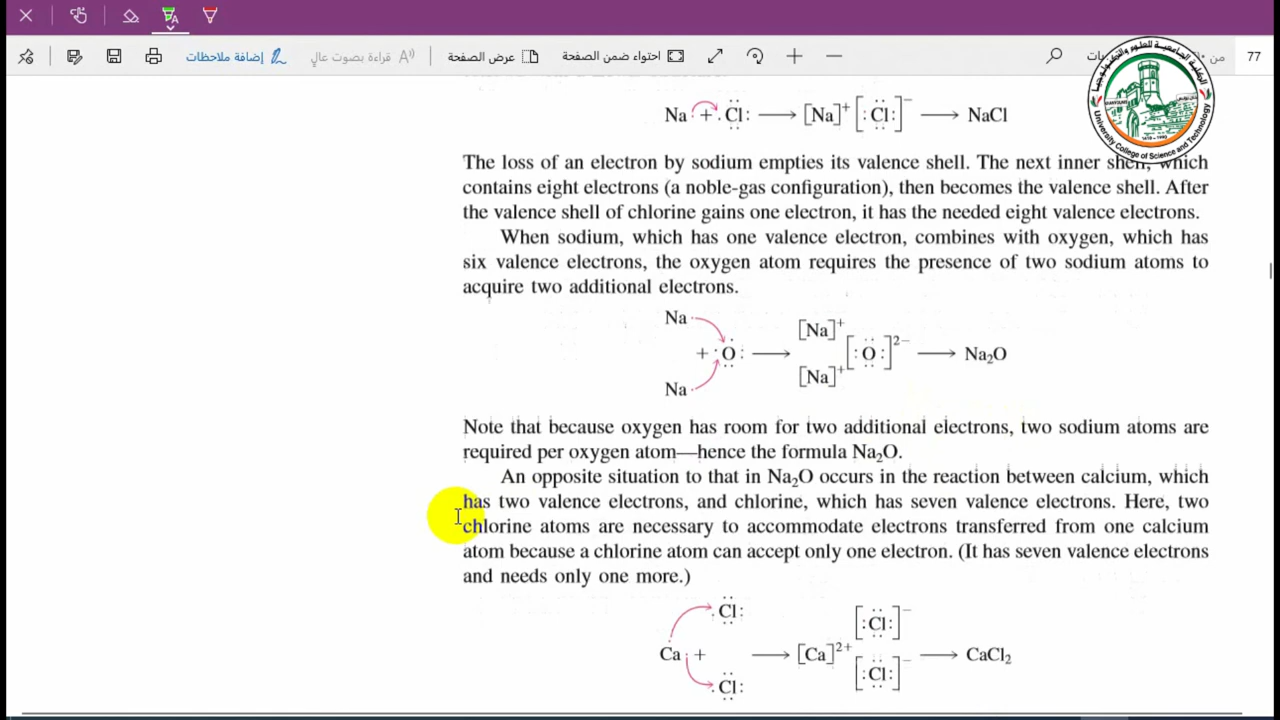 إضافة ملاحظات
قراءة بصوت عالٍ
عرض الصفحة
احتواء ضمن الصفحة
من
77
University College of Science and Technology
Na · + · Cl : ⟶ [Na]⁺ [: Cl :]⁻ ⟶ NaCl
The loss of an electron by sodium empties its valence shell. The next inner shell, which
contains eight electrons (a noble-gas configuration), then becomes the valence shell. After
the valence shell of chlorine gains one electron, it has the needed eight valence electrons.
When sodium, which has one valence electron, combines with oxygen, which has
six valence electrons, the oxygen atom requires the presence of two sodium atoms to
acquire two additional electrons.
Na ·
[Na]⁺
+ · O : ⟶ [: O :]²⁻ ⟶ Na₂O
Na ·
[Na]⁺
Note that because oxygen has room for two additional electrons, two sodium atoms are
required per oxygen atom—hence the formula Na₂O.
An opposite situation to that in Na₂O occurs in the reaction between calcium, which
has two valence electrons, and chlorine, which has seven valence electrons. Here, two
chlorine atoms are necessary to accommodate electrons transferred from one calcium
atom because a chlorine atom can accept only one electron. (It has seven valence electrons
and needs only one more.)
· Cl :
[: Cl :]⁻
Ca · + ⟶ [Ca]²⁺ ⟶ CaCl₂
· Cl :
[: Cl :]⁻